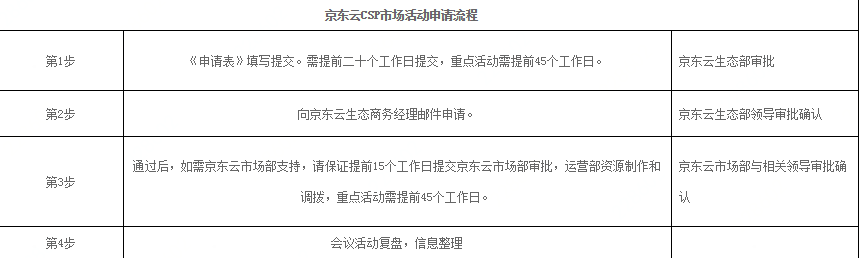 京东云CSP市场活动申请流程
第1步
《申请表》填写提交。需提前二十个工作日提交，重点活动需提前45个工作日。
京东云生态部审批
第2步
向京东云生态商务经理邮件申请。
京东云生态部领导审批确认
第3步
通过后，如需京东云市场部支持，请保证提前15个工作日提交京东云市场部审批，运营部资源制作和
调拨，重点活动需提前45个工作日。
京东云市场部与相关领导审批确
认
第4步
会议活动复盘，信息整理